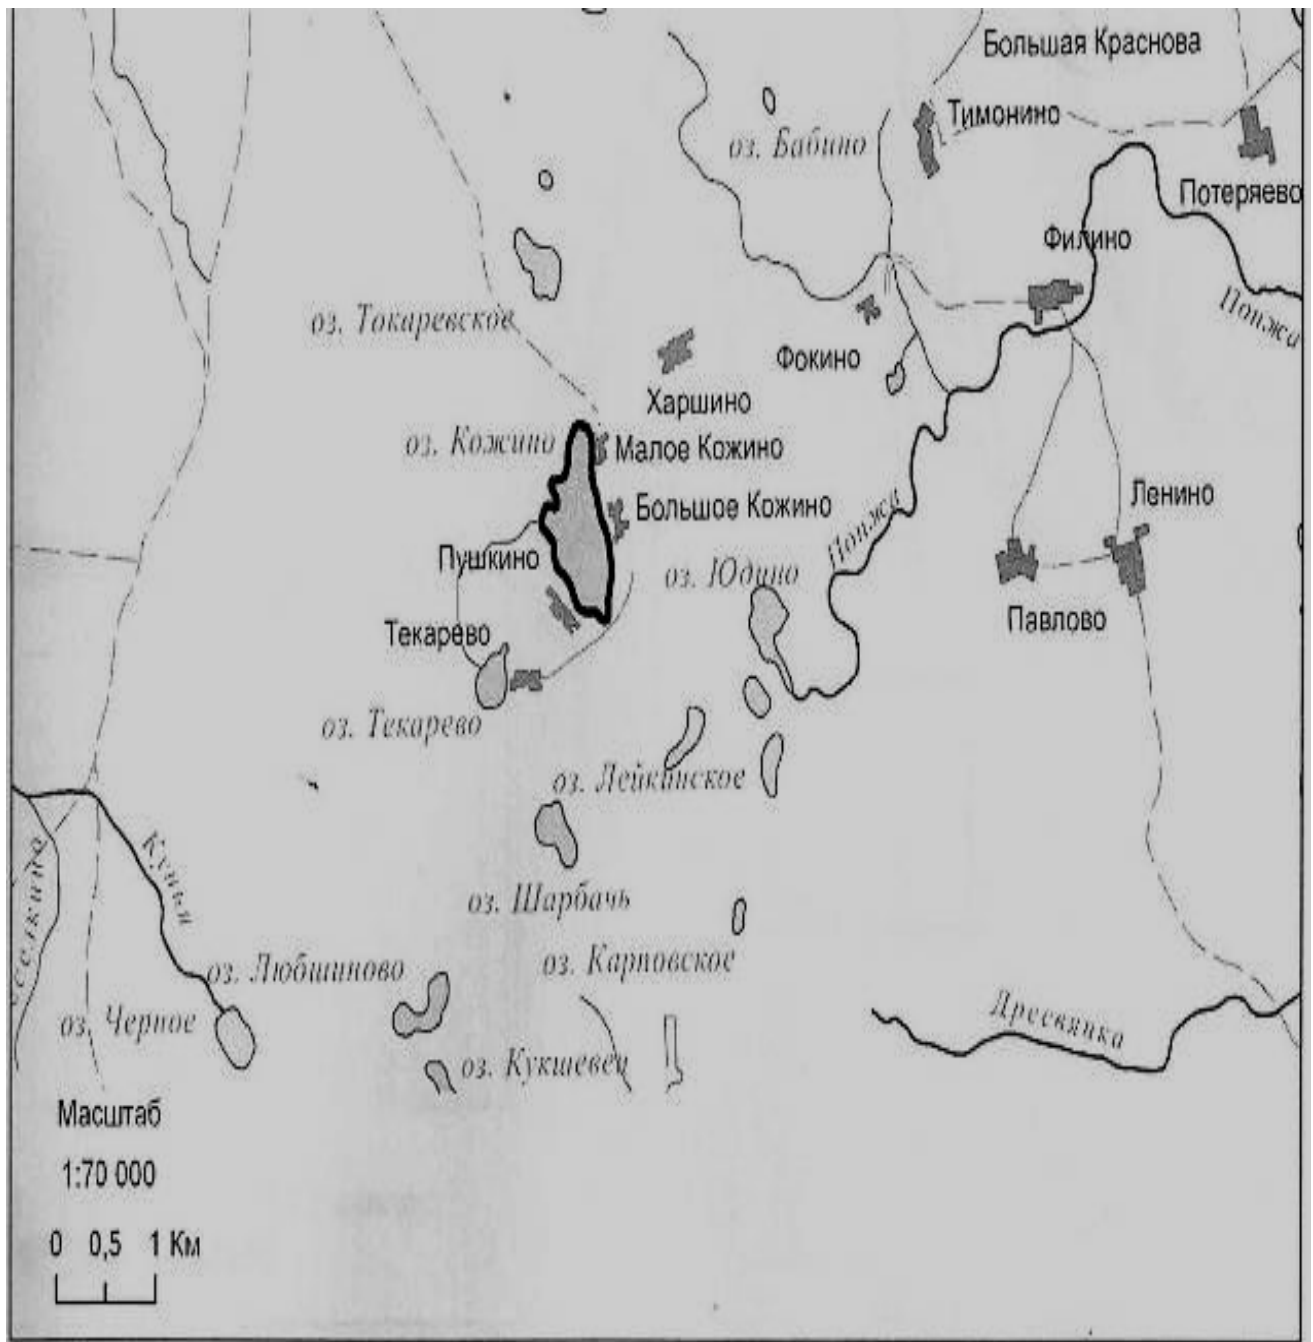 Большая Краснова
Тимонино
оз. Бабино
Потеряево
Филино
Понжа
оз. Токаревское
Фокино
Харшино
оз. Кожино
Малое Кожино
Ленино
Большое Кожино
Понжа
Пушкино
оз. Юдино
Павлово
Текарево
оз. Текарево
оз. Лейкинское
Кунья
оз. Шарбачь
оз. Любшиново
оз. Карповское
оз. Черное
Дресвянка
оз. Кукшевец
Масштаб
1:70 000
0 0,5 1 Км